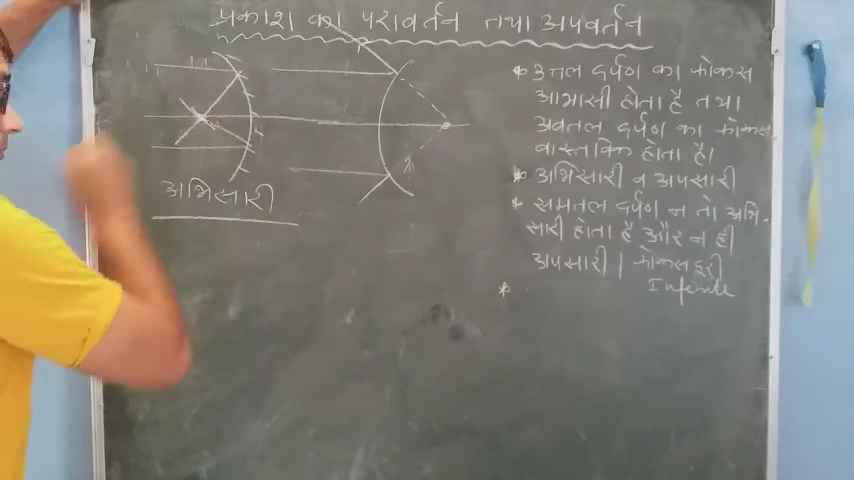 प्रकाश का परावर्तन तथा अपवर्तन
* उत्तल दर्पण का फोकस
आभासी होता है तथा
अवतल दर्पण का फोकस
वास्तविक होता है।
* अभिसारी व अपसारी
* समतल दर्पण न तो अभि-
सारी होता है और न ही
अपसारी। फोकस दूरी
Infinite
*
अभिसारी